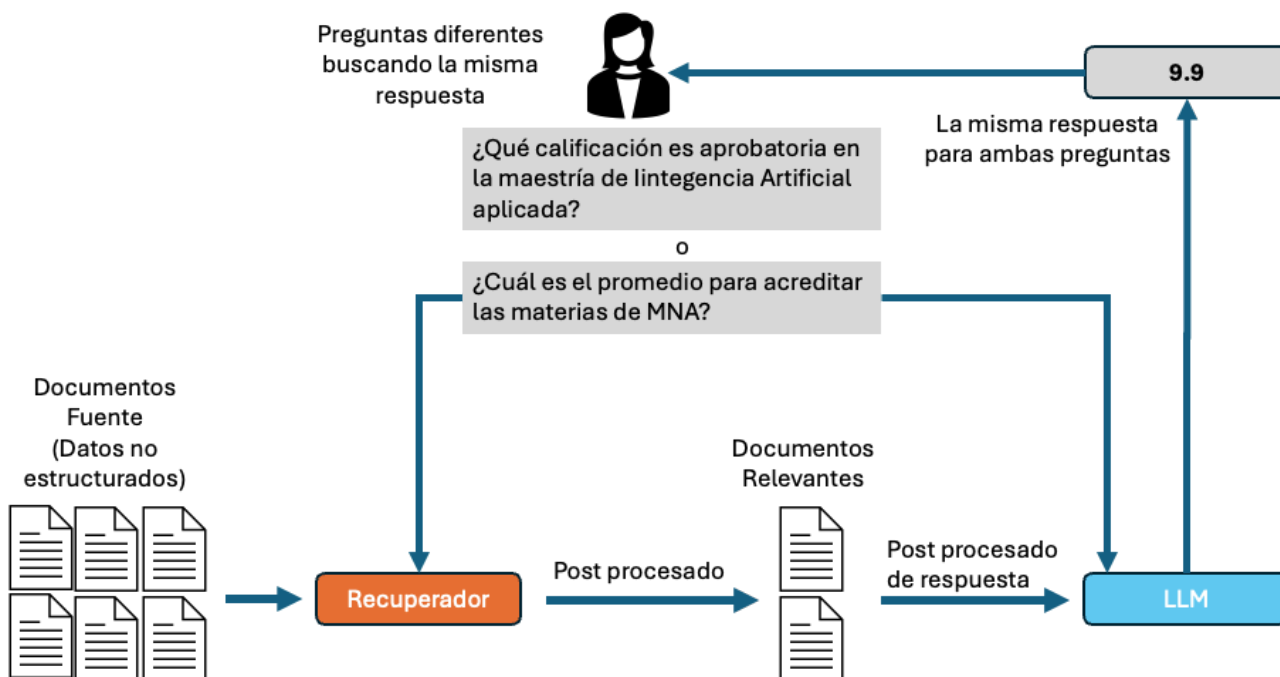 Preguntas diferentes
buscando la misma
respuesta
9.9
La misma respuesta
para ambas preguntas
¿Qué calificación es aprobatoria en
la maestría de Iintegencia Artificial
aplicada?
o
¿Cuál es el promedio para acreditar
las materias de MNA?
Documentos
Fuente
(Datos no
estructurados)
Documentos
Relevantes
Recuperador
Post procesado
Post procesado
de respuesta
LLM